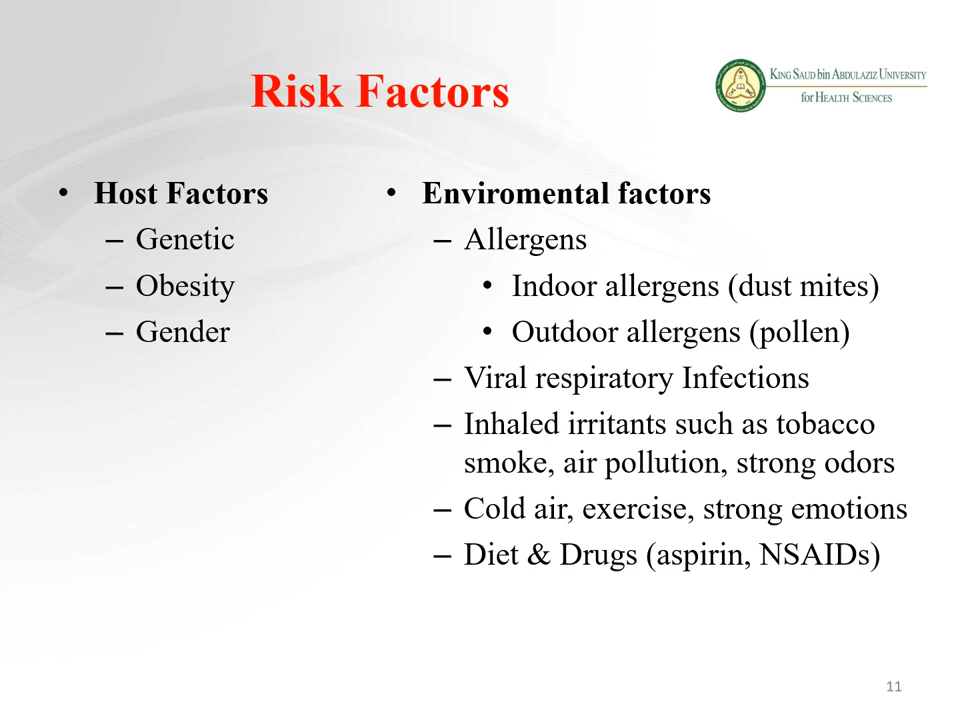 Risk Factors
KING SAUD bin ABDULAZIZ UNIVERSITY
for HEALTH SCIENCES
• Host Factors
– Genetic
– Obesity
– Gender
• Enviromental factors
– Allergens
• Indoor allergens (dust mites)
• Outdoor allergens (pollen)
– Viral respiratory Infections
– Inhaled irritants such as tobacco
smoke, air pollution, strong odors
– Cold air, exercise, strong emotions
– Diet & Drugs (aspirin, NSAIDs)
11